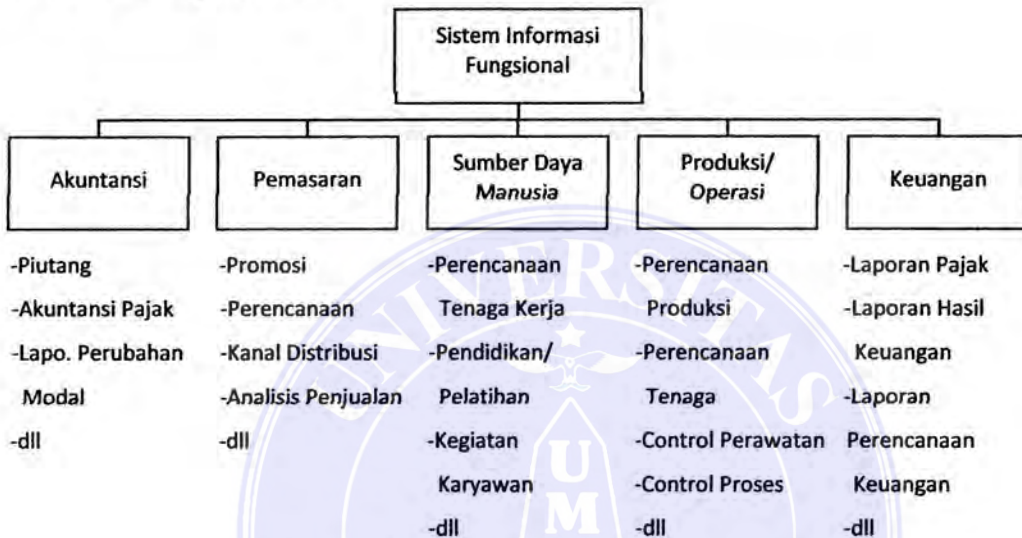 Sistem Informasi
Fungsional
Akuntansi
Pemasaran
Sumber Daya
Manusia
Produksi/
Operasi
Keuangan
-Piutang
-Akuntansi Pajak
-Lapo. Perubahan
Modal
-dll
-Promosi
-Perencanaan
-Kanal Distribusi
-Analisis Penjualan
-dll
-Perencanaan
Tenaga Kerja
-Pendidikan/
Pelatihan
-Kegiatan
Karyawan
-dll
-Perencanaan
Produksi
-Perencanaan
Tenaga
-Control Perawatan
-Control Proses
-dll
-Laporan Pajak
-Laporan Hasil
Keuangan
-Laporan
Perencanaan
Keuangan
-dll
UNIVERSITAS
U
M